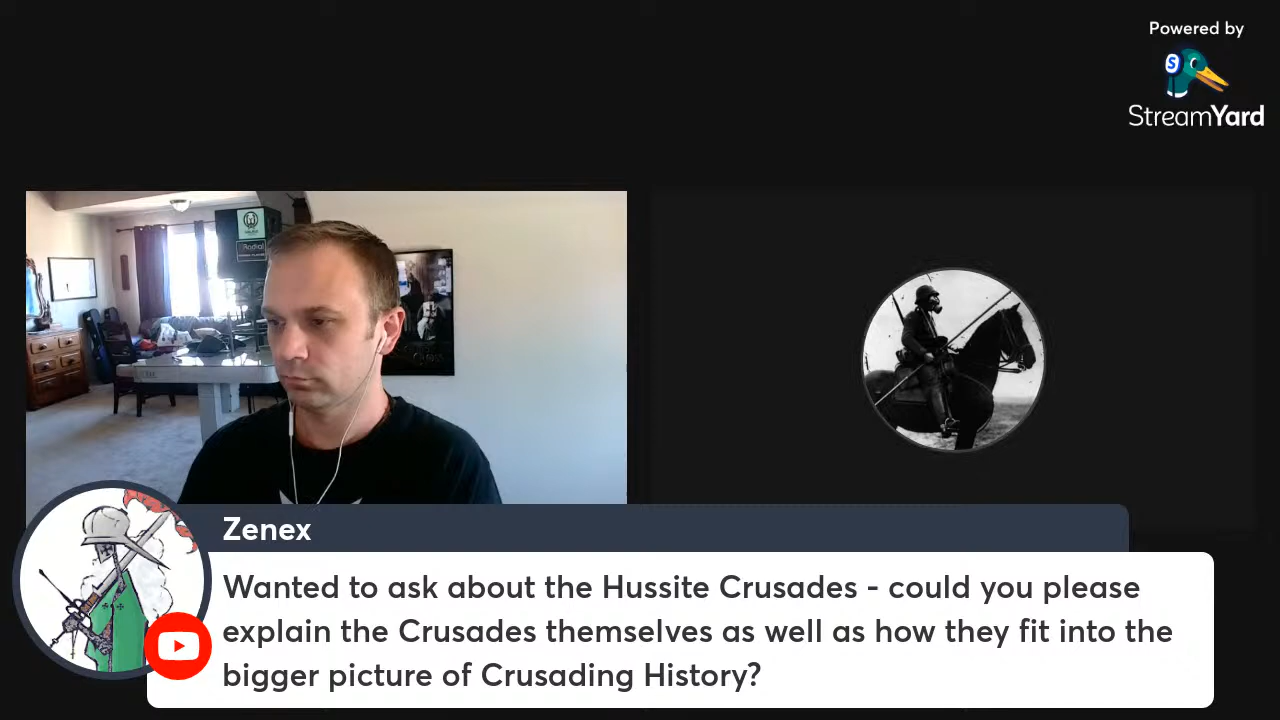 Powered by
StreamYard
Zenex
Wanted to ask about the Hussite Crusades - could you please
explain the Crusades themselves as well as how they fit into the
bigger picture of Crusading History?